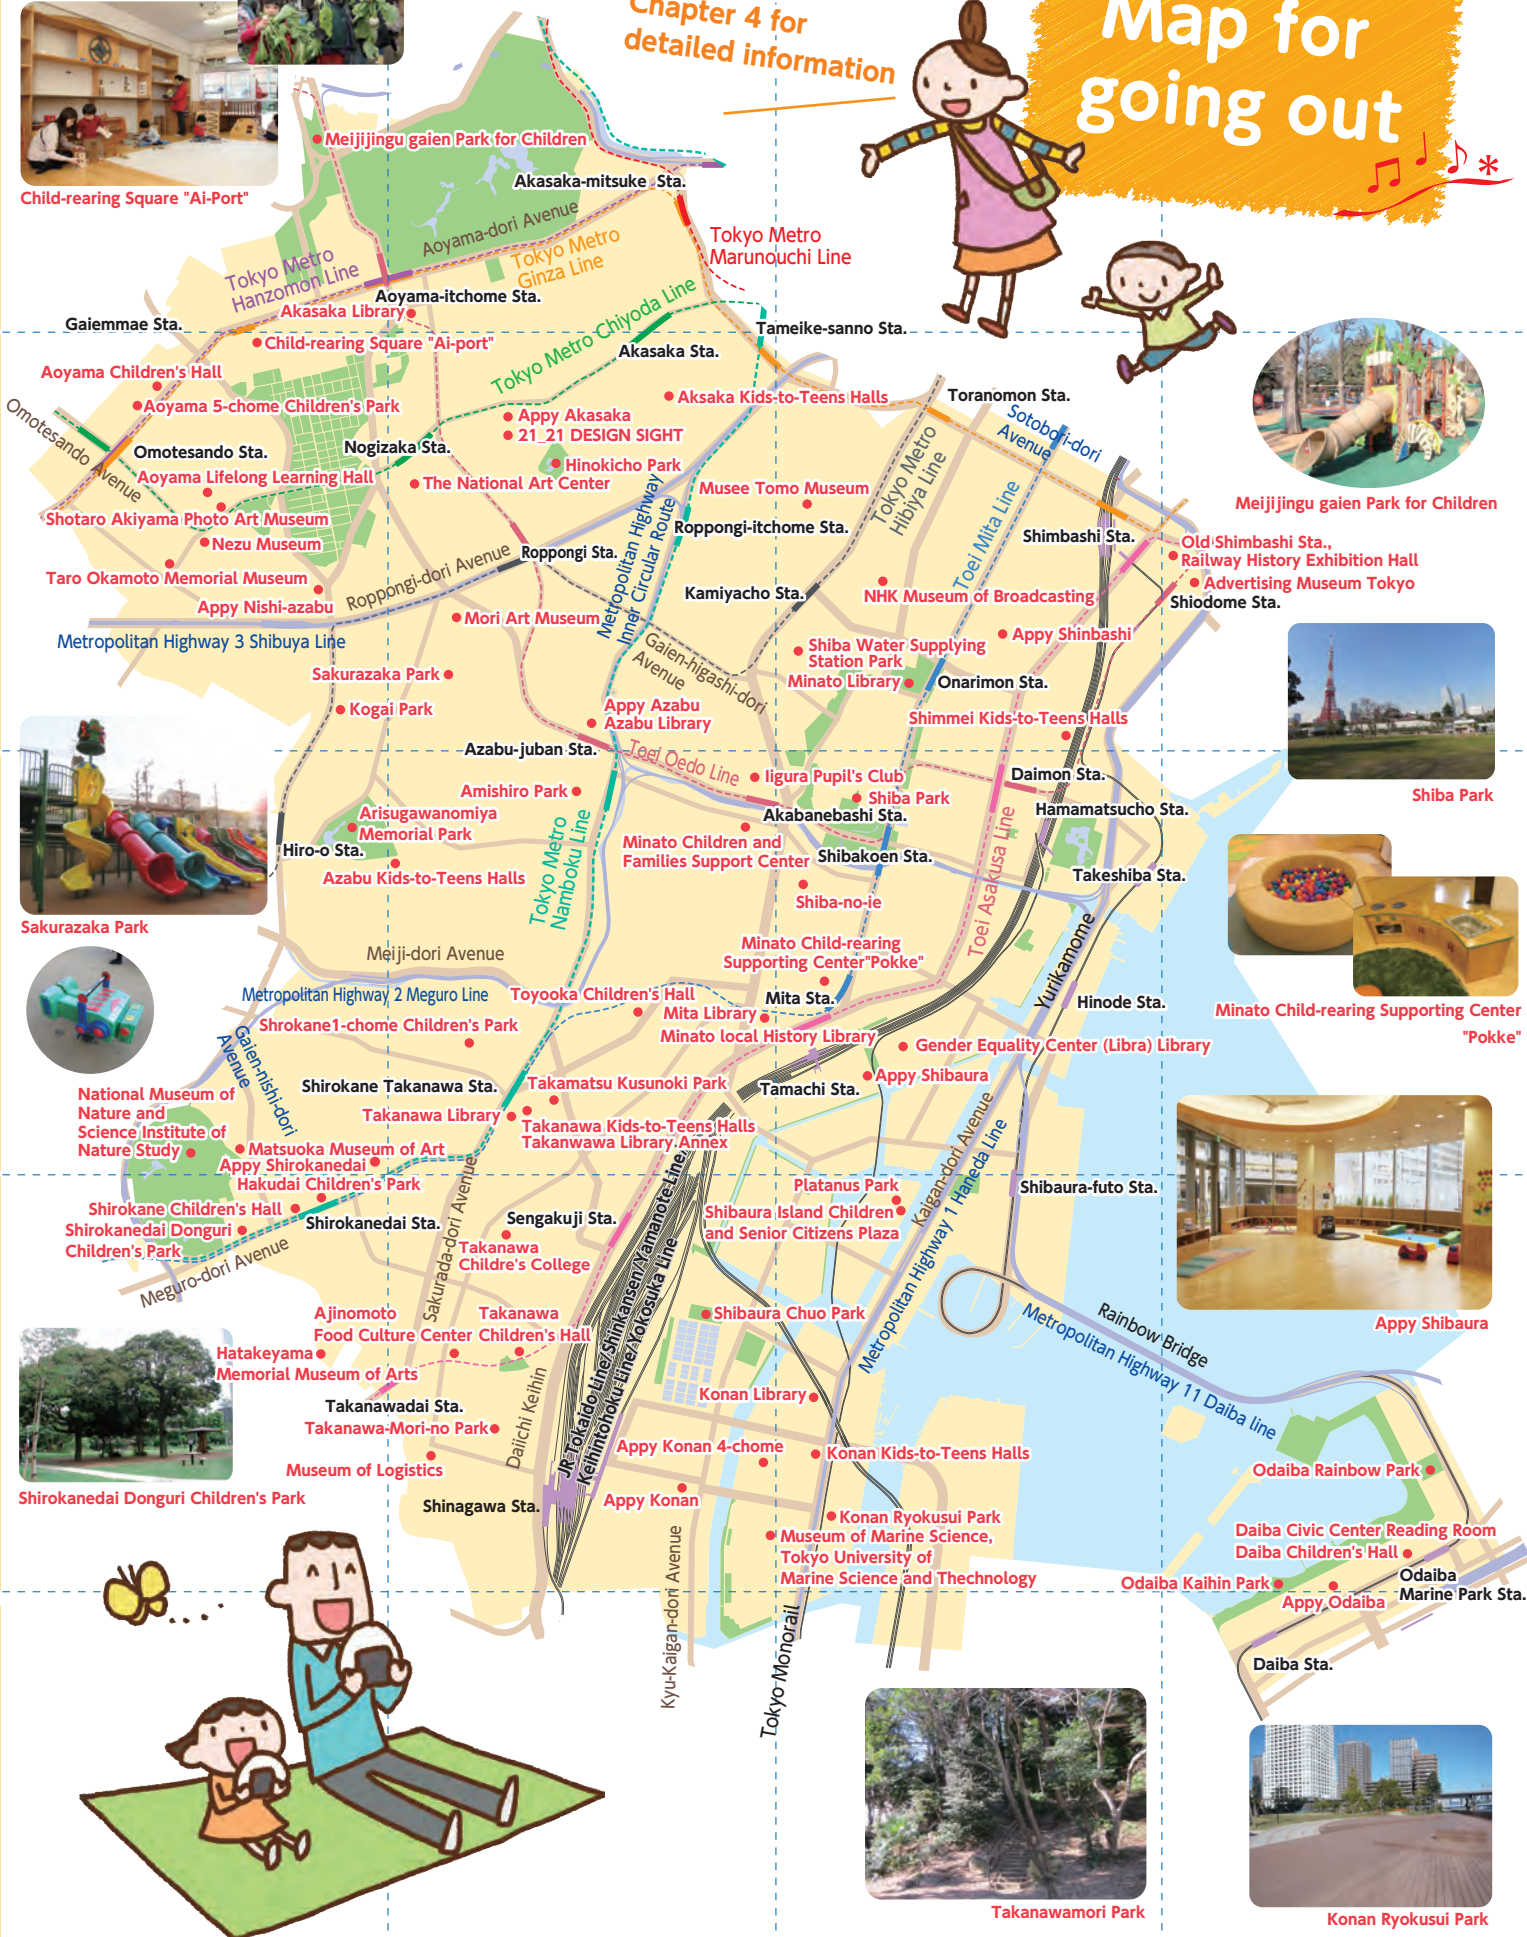 Chapter 4 for
detailed information
Map for
going out
Child-rearing Square "Ai-Port"
Meijijingu gaien Park for Children
Akasaka-mitsuke Sta.
Aoyama-dori Avenue
Tokyo Metro
Ginza Line
Tokyo Metro
Marunouchi Line
Tokyo Metro
Hanzomon Line
Aoyama-itchome Sta.
Akasaka Library
Gaiemmae Sta.
Child-rearing Square "Ai-port"
Tokyo Metro Chiyoda Line
Tameike-sanno Sta.
Akasaka Sta.
Aoyama Children's Hall
Aoyama 5-chome Children's Park
Omotesando Avenue
Omotesando Sta.
Nogizaka Sta.
Appy Akasaka
21_21 DESIGN SIGHT
Aksaka Kids-to-Teens Halls
Toranomon Sta.
Sotobori-dori
Avenue
Hinokicho Park
Aoyama Lifelong Learning Hall
The National Art Center
Musee Tomo Museum
Tokyo Metro
Hibiya Line
Meijijingu gaien Park for Children
Shotaro Akiyama Photo Art Museum
Nezu Museum
Taro Okamoto Memorial Museum
Appy Nishi-azabu
Roppongi-dori Avenue
Roppongi Sta.
Metropolitan Highway
Inner Circular Route
Roppongi-itchome Sta.
Toei Mita Line
Shimbashi Sta.
Old Shimbashi Sta.,
Railway History Exhibition Hall
Advertising Museum Tokyo
Shiodome Sta.
Kamiyacho Sta.
NHK Museum of Broadcasting
Metropolitan Highway 3 Shibuya Line
Mori Art Museum
Gaien-higashi-dori
Avenue
Shiba Water Supplying
Station Park
Appy Shinbashi
Minato Library
Onarimon Sta.
Sakurazaka Park
Kogai Park
Appy Azabu
Azabu Library
Shimmei Kids-to-Teens Halls
Azabu-juban Sta.
Toei Oedo Line
Iigura Pupil's Club
Daimon Sta.
Shiba Park
Amishiro Park
Shiba Park
Akabanebashi Sta.
Hamamatsucho Sta.
Arisugawanomiya
Memorial Park
Hiro-o Sta.
Minato Children and
Families Support Center
Shibakoen Sta.
Azabu Kids-to-Teens Halls
Tokyo Metro
Namboku Line
Toei Asakusa Line
Takeshiba Sta.
Shiba-no-ie
Sakurazaka Park
Meiji-dori Avenue
Minato Child-rearing
Supporting Center"Pokke"
Yurikamome
Metropolitan Highway 2 Meguro Line
Toyooka Children's Hall
Mita Sta.
Hinode Sta.
Minato Child-rearing Supporting Center
"Pokke"
Shrokane1-chome Children's Park
Mita Library
Minato local History Library
Gender Equality Center (Libra) Library
Gaien-nishi-dori
Avenue
Shirokane Takanawa Sta.
Takamatsu Kusunoki Park
Tamachi Sta.
Appy Shibaura
National Museum of
Nature and
Science Institute of
Nature Study
Takanawa Library
Takanawa Kids-to-Teens Halls
Takanwawa Library Annex
Matsuoka Museum of Art
Appy Shirokanedai
Hakudai Children's Park
Shirokane Children's Hall
Shirokanedai Donguri
Children's Park
Shirokanedai Sta.
Meguro-dori Avenue
Sakurada-dori Avenue
Sengakuji Sta.
Takanawa
Childre's College
Platanus Park
Shibaura Island Children
and Senior Citizens Plaza
Kaigan-dori Avenue
Metropolitan Highway 1 Haneda Line
Shibaura-futo Sta.
JR Tokaido Line/Shinkansen/Yamanote Line/
Keihintohoku Line/Yokosuka Line
Rainbow Bridge
Metropolitan Highway 11 Daiba line
Appy Shibaura
Shibaura Chuo Park
Ajinomoto
Food Culture Center
Takanawa
Children's Hall
Hatakeyama
Memorial Museum of Arts
Daiichi Keihin
Konan Library
Takanawadai Sta.
Takanawa-Mori-no Park
Museum of Logistics
Appy Konan 4-chome
Konan Kids-to-Teens Halls
Odaiba Rainbow Park
Shirokanedai Donguri Children's Park
Shinagawa Sta.
Appy Konan
Konan Ryokusui Park
Museum of Marine Science,
Tokyo University of
Marine Science and Thechnology
Daiba Civic Center Reading Room
Daiba Children's Hall
Odaiba Kaihin Park
Appy Odaiba
Odaiba
Marine Park Sta.
Daiba Sta.
Kyu-Kaigan-dori Avenue
Tokyo Monorail
Takanawamori Park
Konan Ryokusui Park